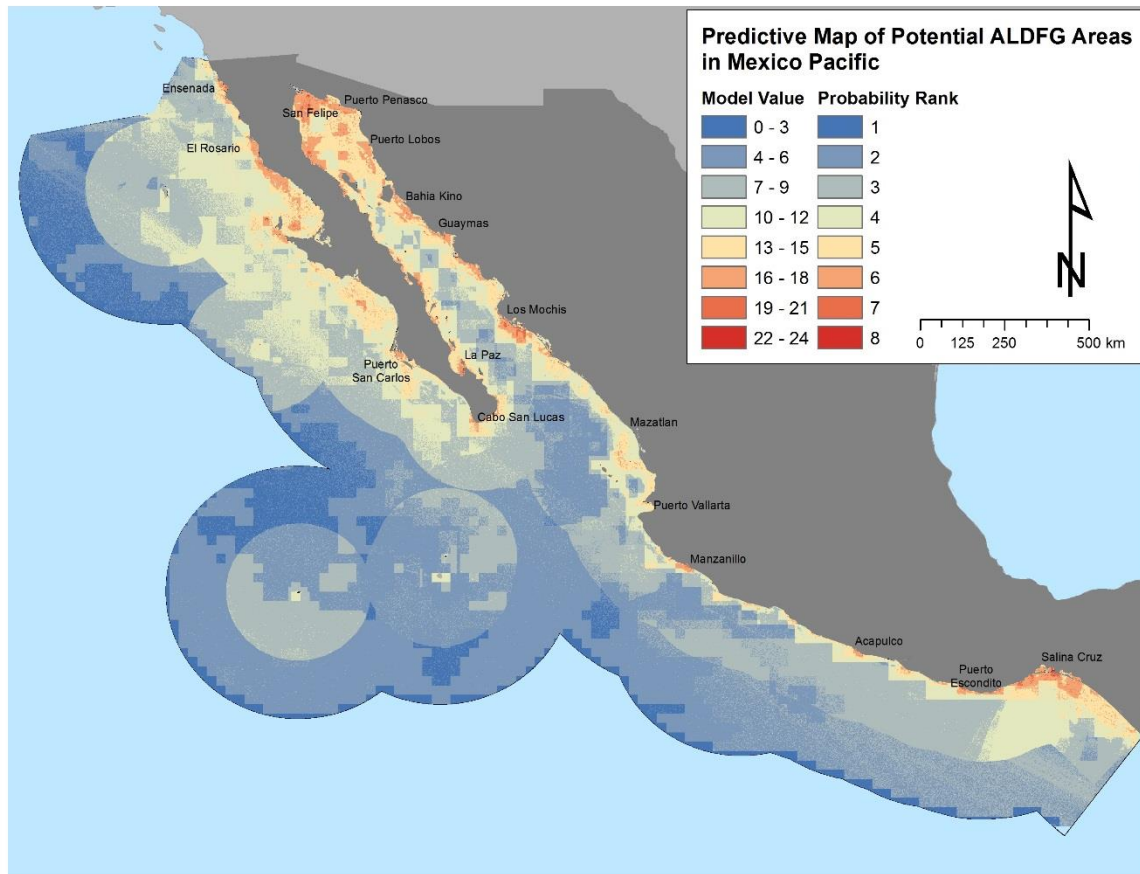 Predictive Map of Potential ALDFG Areas
in Mexico Pacific
Model Value Probability Rank
0 - 3 1
4 - 6 2
7 - 9 3
10 - 12 4
13 - 15 5
16 - 18 6
19 - 21 7
22 - 24 8
N
0 125 250 500 km
Ensenada
San Felipe
Puerto Penasco
El Rosario
Puerto Lobos
Bahia Kino
Guaymas
Los Mochis
La Paz
Puerto
San Carlos
Cabo San Lucas
Mazatlan
Puerto Vallarta
Manzanillo
Acapulco
Puerto
Escondito
Salina Cruz